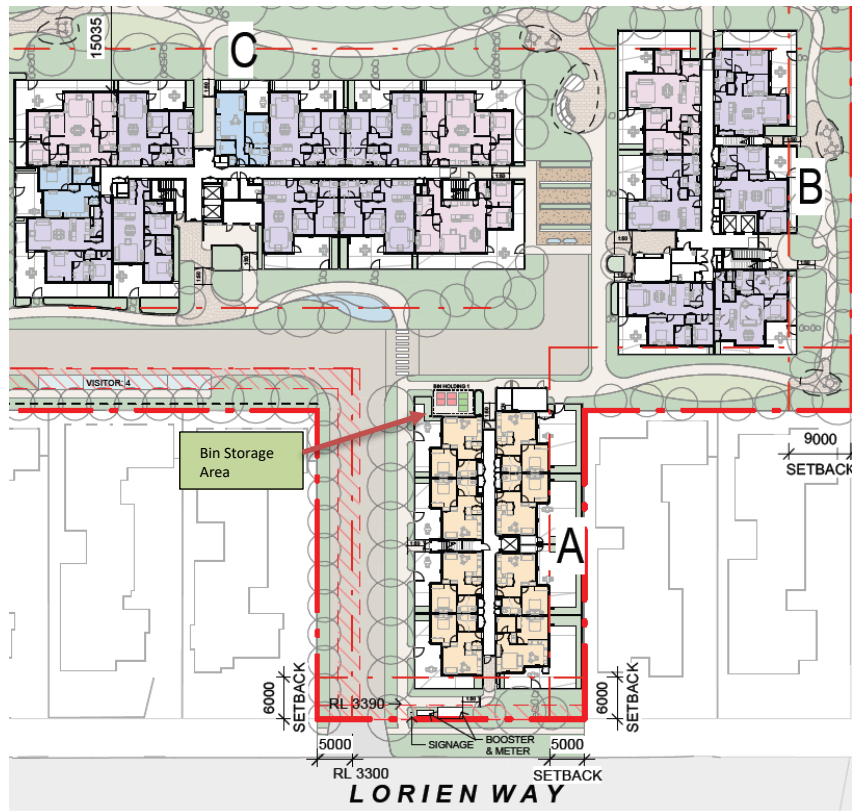 15035
C
B
VISITOR: 4
BIN HOLDING 1
Bin Storage
Area
A
9000
SETBACK
6000
SETBACK
RL 3390
6000
SETBACK
SIGNAGE
BOOSTER
& METER
5000
RL 3300
5000
SETBACK
LORIEN WAY